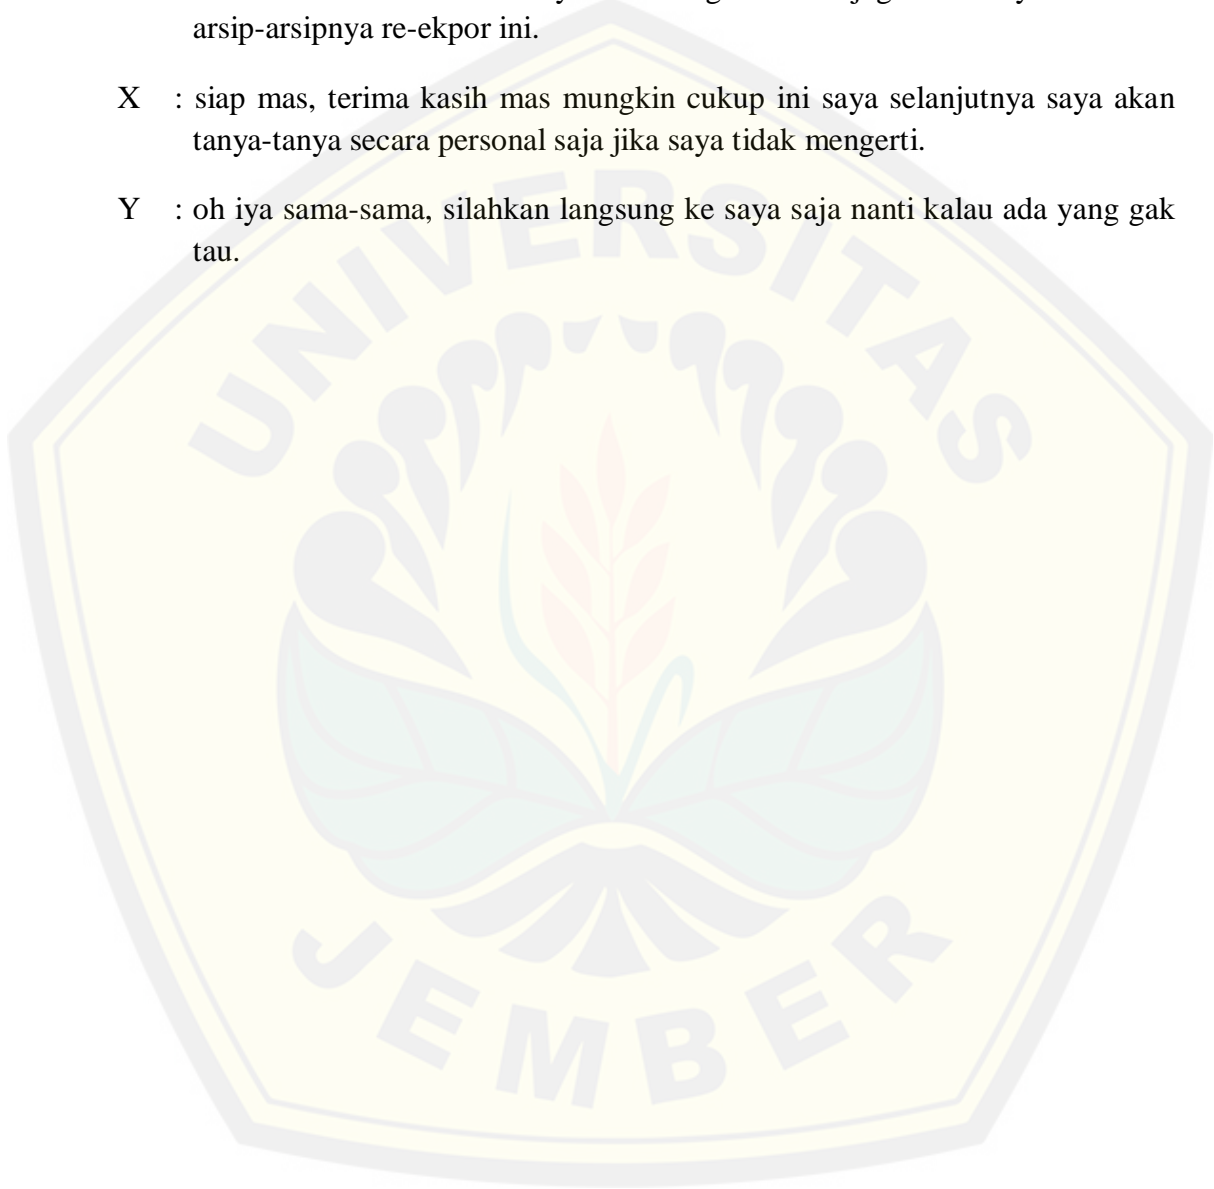 arsip-arsipnya re-ekpor ini.
X : siap mas, terima kasih mas mungkin cukup ini saya selanjutnya saya akan
tanya-tanya secara personal saja jika saya tidak mengerti.
Y : oh iya sama-sama, silahkan langsung ke saya saja nanti kalau ada yang gak
tau.
UNIVERSITAS
JEMBER